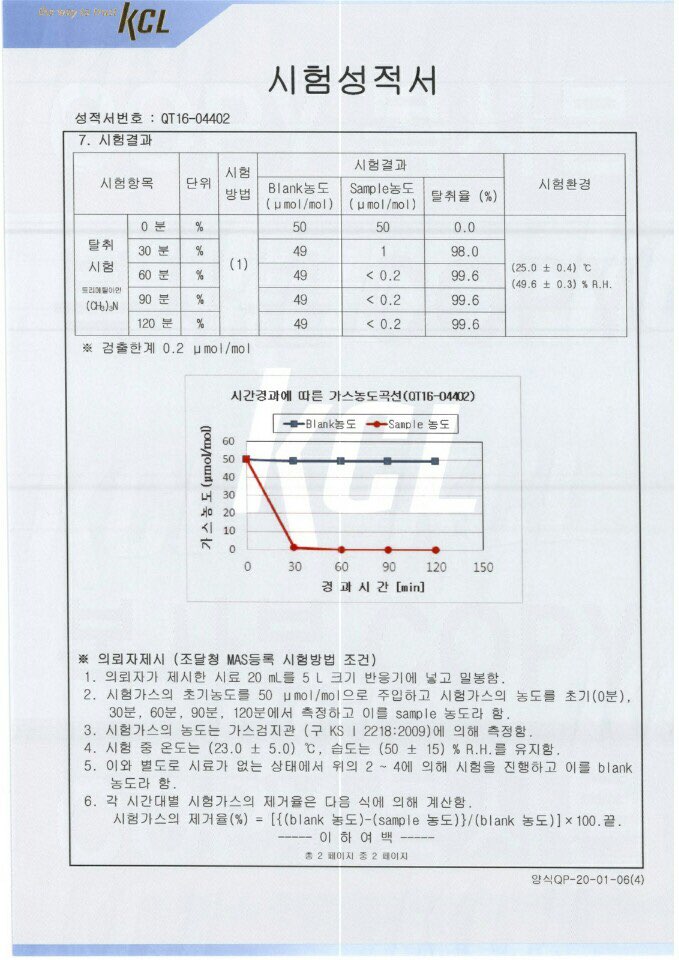 KCL
시험성적서
성적서번호 : QT16-04402
7. 시험결과
시험항목 단위 시험방법 시험결과 시험환경
Blank농도 (μmol/mol) Sample농도 (μmol/mol) 탈취율 (%)
탈취 시험 트리메틸아민 (CH₃)₃N
0 분 % (1) 50 50 0.0 (25.0 ± 0.4) ℃
30 분 % 49 1 98.0 (49.6 ± 0.3) % R.H.
60 분 % 49 < 0.2 99.6
90 분 % 49 < 0.2 99.6
120 분 % 49 < 0.2 99.6
※ 검출한계 0.2 μmol/mol
시간경과에 따른 가스농도곡선(QT16-04402)
Blank농도 Sample 농도
가스농도(μmol/mol)
60
50
40
30
20
10
0
0 30 60 90 120 150
경 과 시 간 [min]
KCL
※ 의뢰자제시 (조달청 MAS등록 시험방법 조건)
1. 의뢰자가 제시한 시료 20 mL를 5 L 크기 반응기에 넣고 밀봉함.
2. 시험가스의 초기농도를 50 μmol/mol으로 주입하고 시험가스의 농도를 초기(0분),
30분, 60분, 90분, 120분에서 측정하고 이를 sample 농도라 함.
3. 시험가스의 농도는 가스검지관 (구 KS I 2218:2009)에 의해 측정함.
4. 시험 중 온도는 (23.0 ± 5.0) ℃, 습도는 (50 ± 15) % R.H.를 유지함.
5. 이와 별도로 시료가 없는 상태에서 위의 2 ~ 4에 의해 시험을 진행하고 이를 blank
농도라 함.
6. 각 시간대별 시험가스의 제거율은 다음 식에 의해 계산함.
시험가스의 제거율(%) = [{(blank 농도)-(sample 농도)}/(blank 농도)]×100.끝.
----- 이 하 여 백 -----
총 2 페이지 중 2 페이지
양식QP-20-01-06(4)